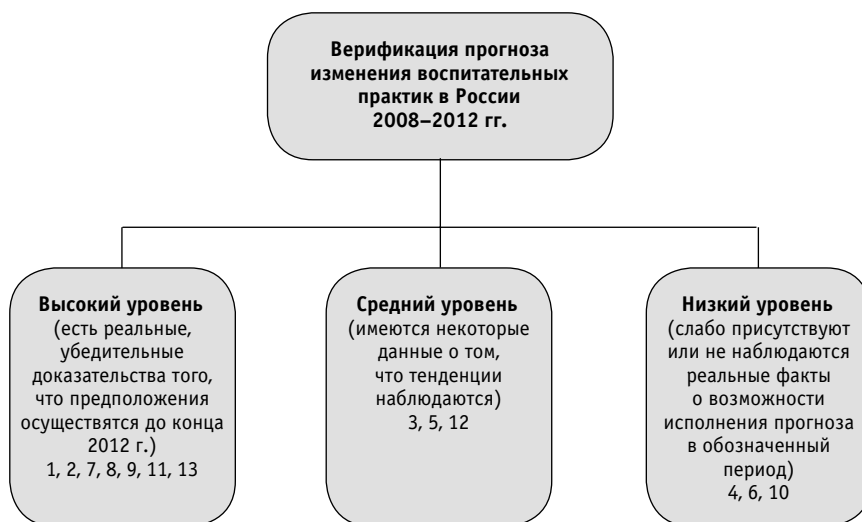 Верификация прогноза
изменения воспитательных
практик в России
2008–2012 гг.
Высокий уровень
(есть реальные,
убедительные
доказательства того,
что предположения
осуществятся до конца
2012 г.)
1, 2, 7, 8, 9, 11, 13
Средний уровень
(имеются некоторые
данные о том,
что тенденции
наблюдаются)
3, 5, 12
Низкий уровень
(слабо присутствуют
или не наблюдаются
реальные факты
о возможности
исполнения прогноза
в обозначенный
период)
4, 6, 10